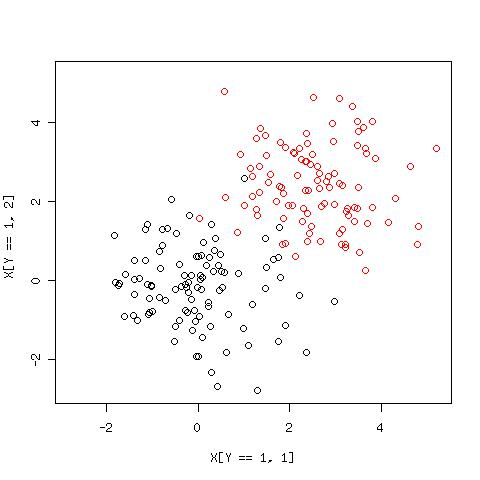 4
2
0
-2
X[Y == 1, 2]
-2 0 2 4
X[Y == 1, 1]